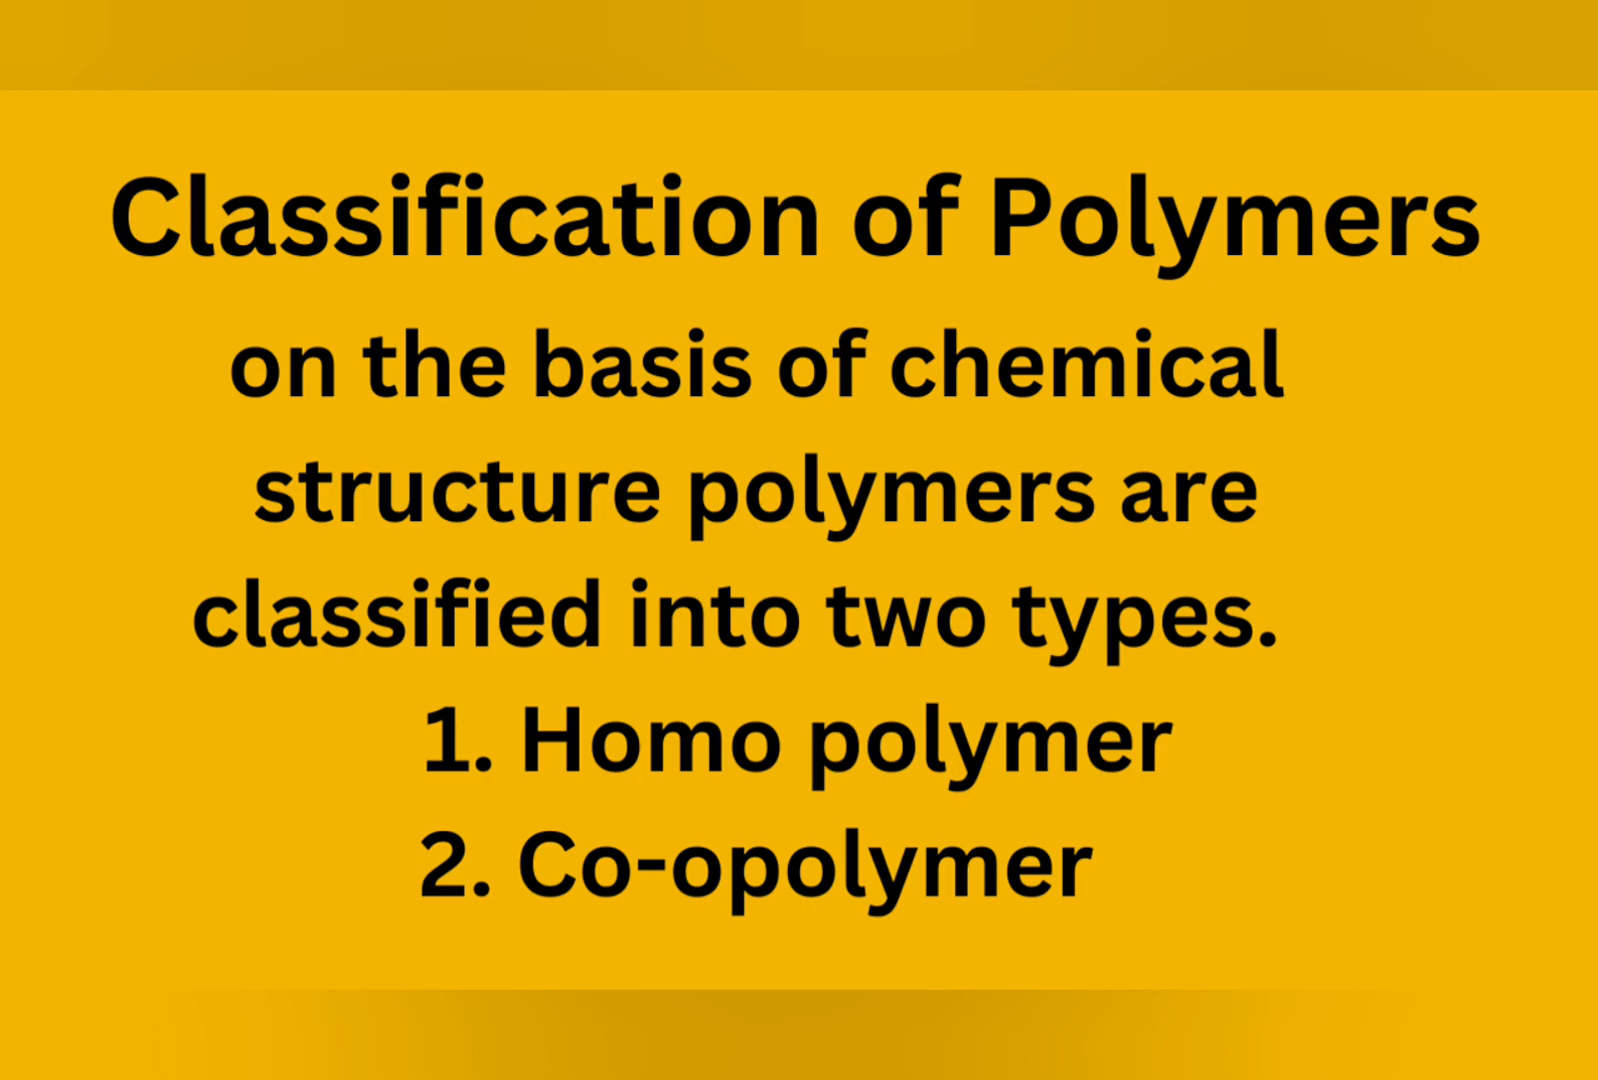 Classification of Polymers
on the basis of chemical
structure polymers are
classified into two types.
1. Homo polymer
2. Co-opolymer